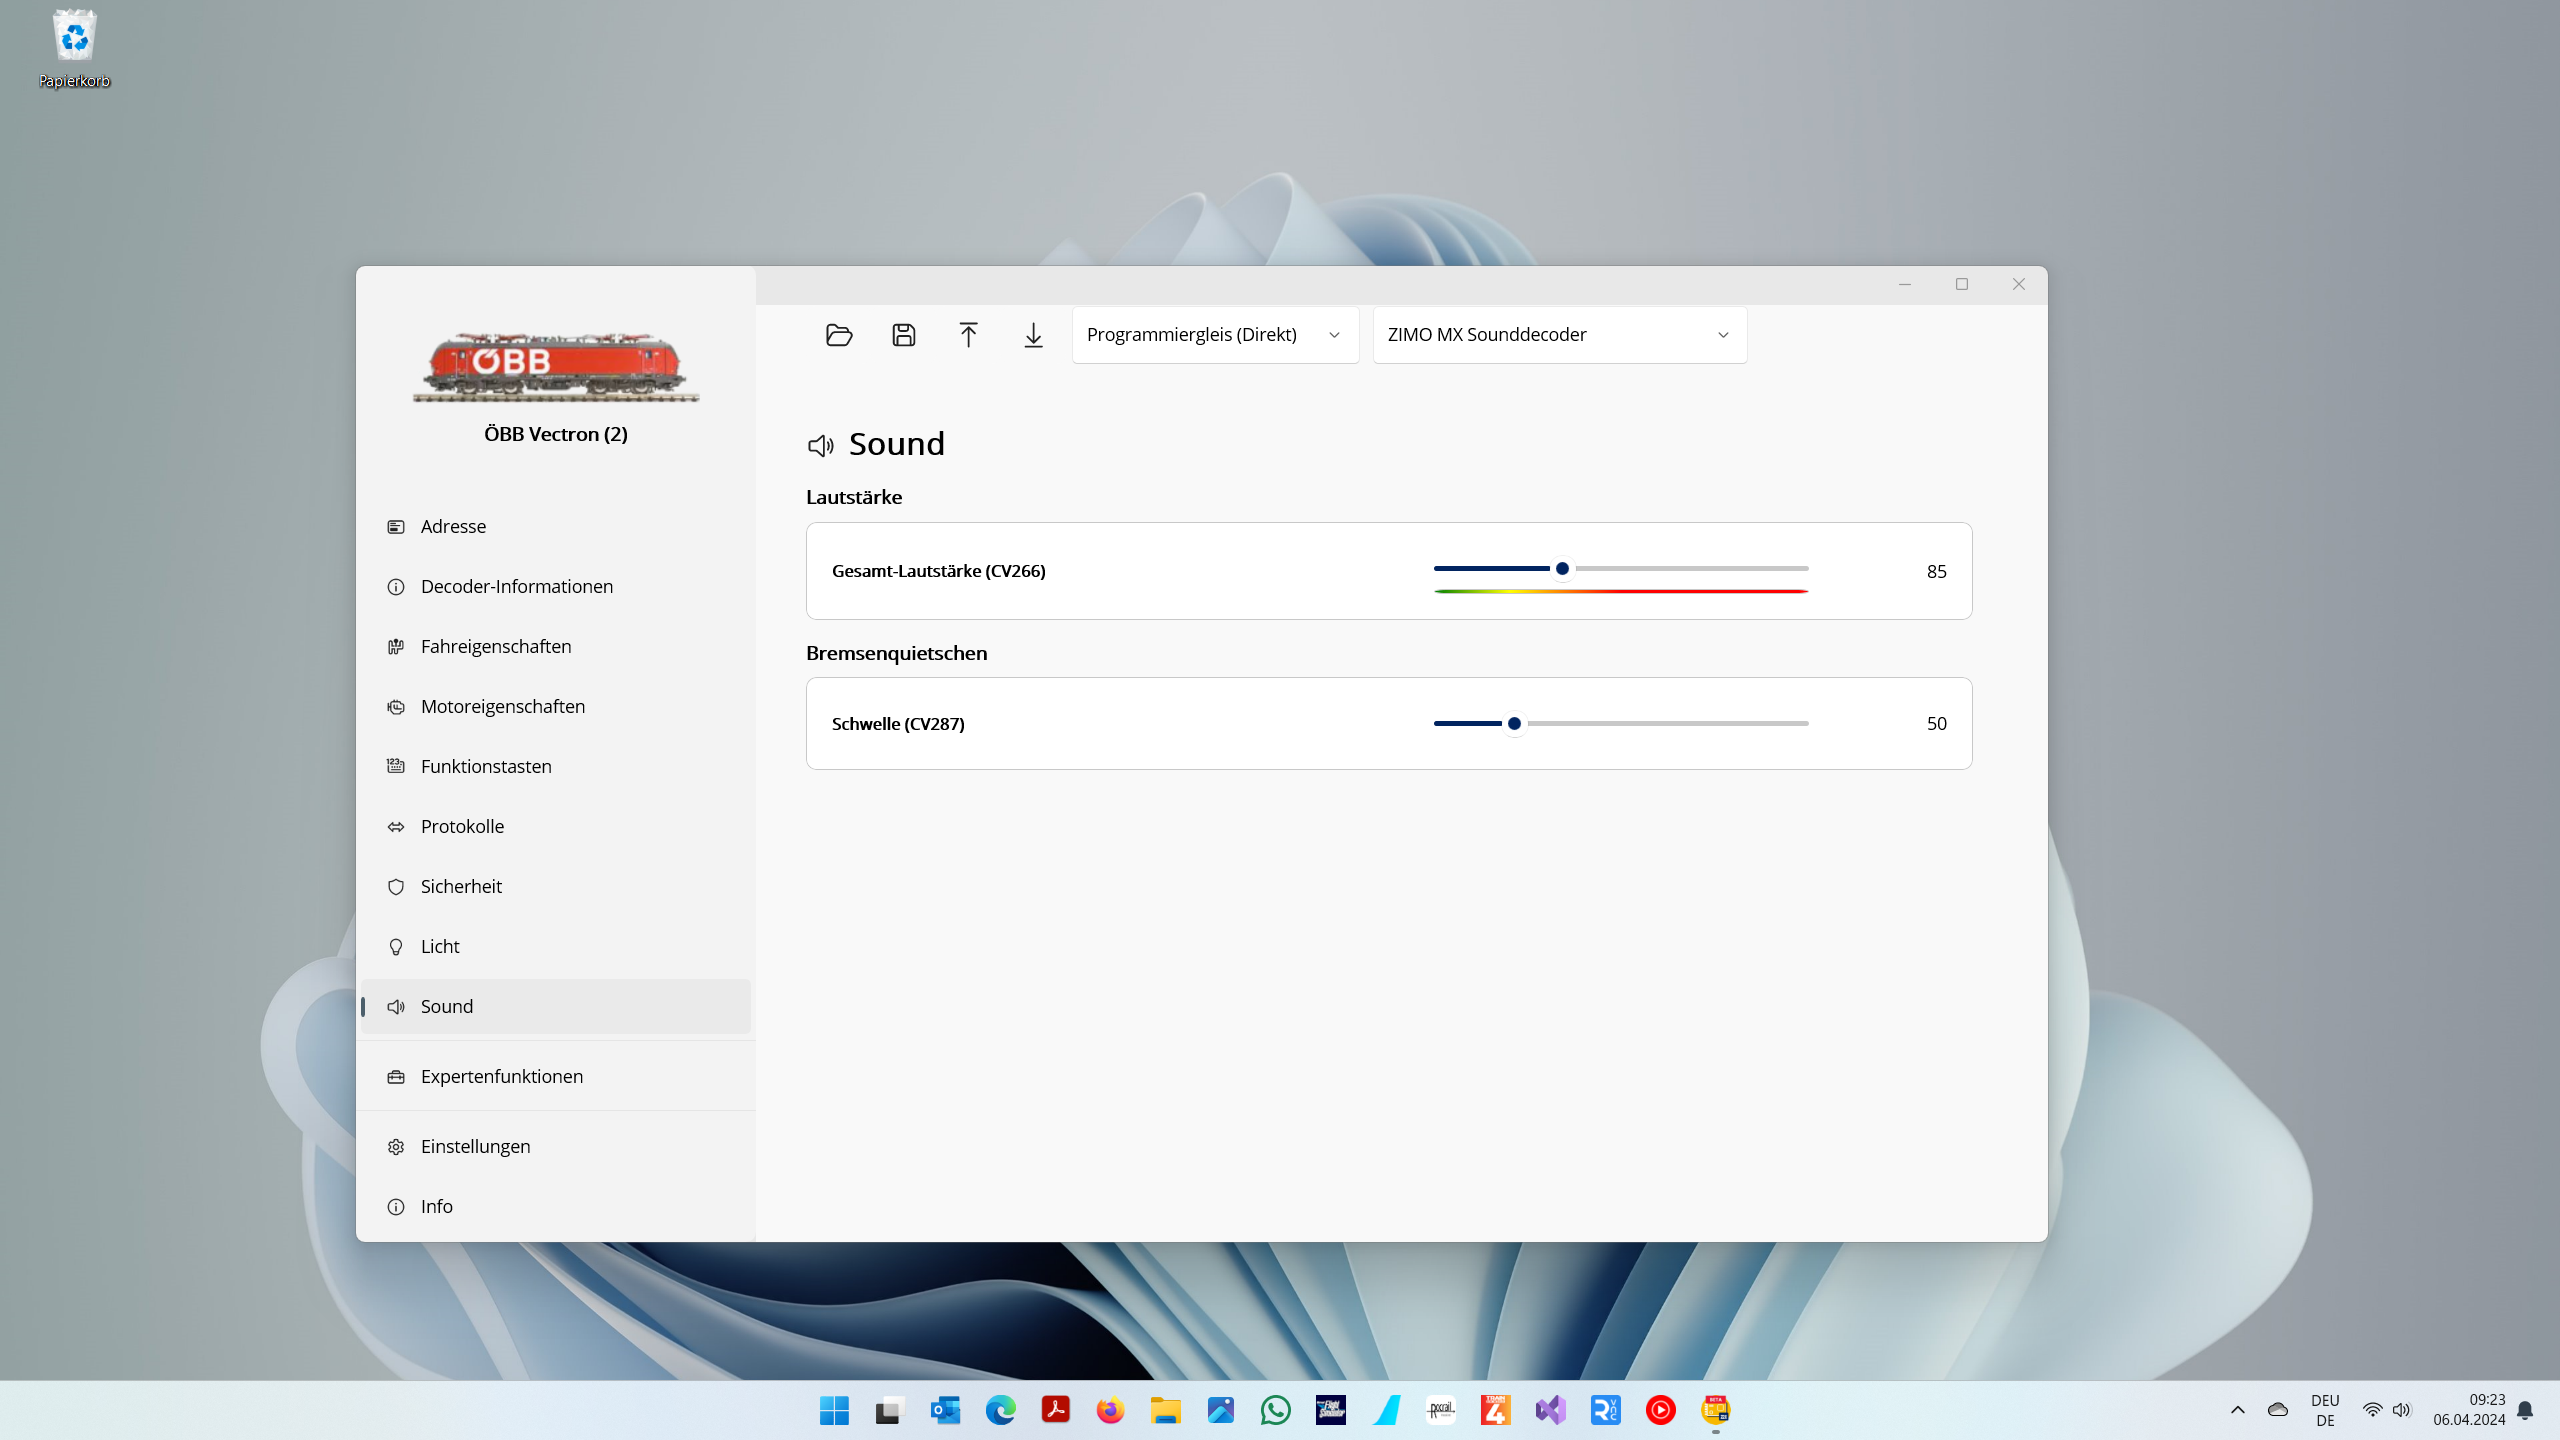 Papierkorb
ÖBB
ÖBB Vectron (2)
Adresse
Decoder-Informationen
Fahreigenschaften
Motoreigenschaften
Funktionstasten
Protokolle
Sicherheit
Licht
Sound
Expertenfunktionen
Einstellungen
Info
Programmiergleis (Direkt)
ZIMO MX Sounddecoder
Sound
Lautstärke
Gesamt-Lautstärke (CV266)
85
Bremsenquietschen
Schwelle (CV287)
50
DEU
DE
09:23
06.04.2024